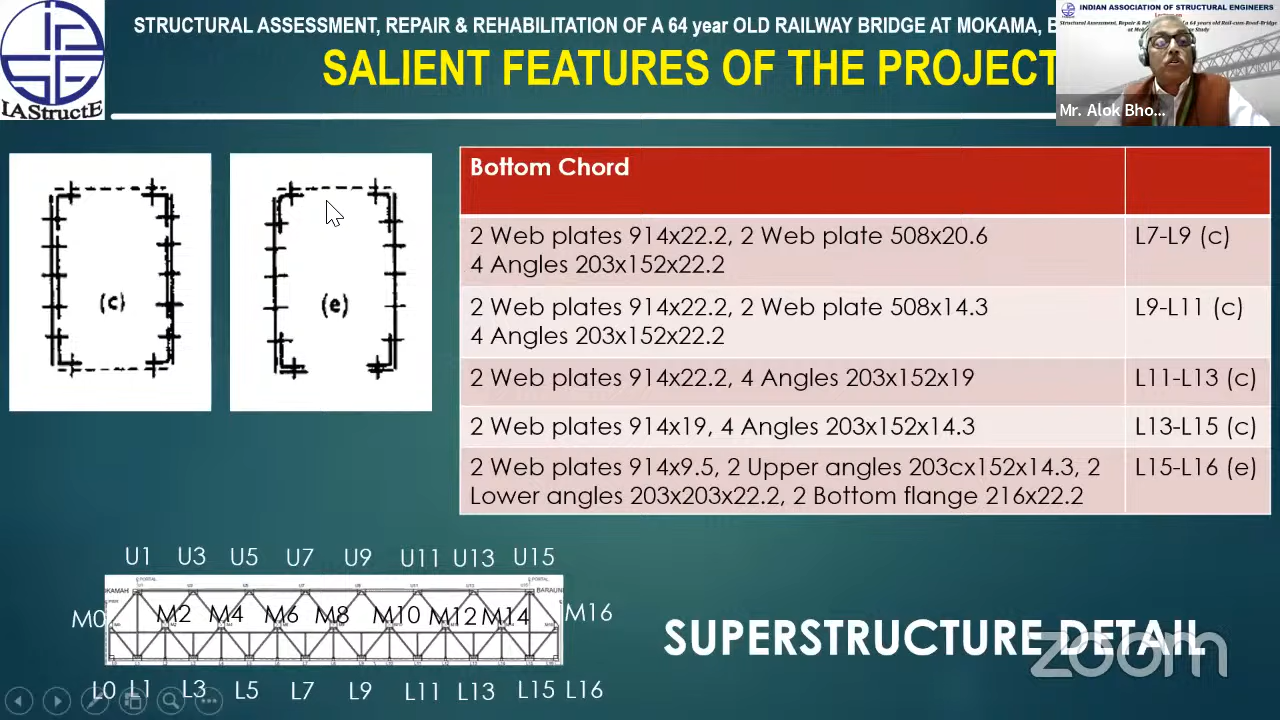 STRUCTURAL ASSESSMENT, REPAIR & REHABILITATION OF A 64 year OLD RAILWAY BRIDGE AT MOKAMA, B
SALIENT FEATURES OF THE PROJECT
IAStructE
INDIAN ASSOCIATION OF STRUCTURAL ENGINEERS
Mr. Alok Bho...
(c)
(e)
Bottom Chord
2 Web plates 914x22.2, 2 Web plate 508x20.6
4 Angles 203x152x22.2
L7-L9 (c)
2 Web plates 914x22.2, 2 Web plate 508x14.3
4 Angles 203x152x22.2
L9-L11 (c)
2 Web plates 914x22.2, 4 Angles 203x152x19
L11-L13 (c)
2 Web plates 914x19, 4 Angles 203x152x14.3
L13-L15 (c)
2 Web plates 914x9.5, 2 Upper angles 203cx152x14.3, 2
Lower angles 203x203x22.2, 2 Bottom flange 216x22.2
L15-L16 (e)
U1 U3 U5 U7 U9 U11 U13 U15
M0 M2 M4 M6 M8 M10 M12 M14 M16
L0 L1 L3 L5 L7 L9 L11 L13 L15 L16
SUPERSTRUCTURE DETAIL
zoom